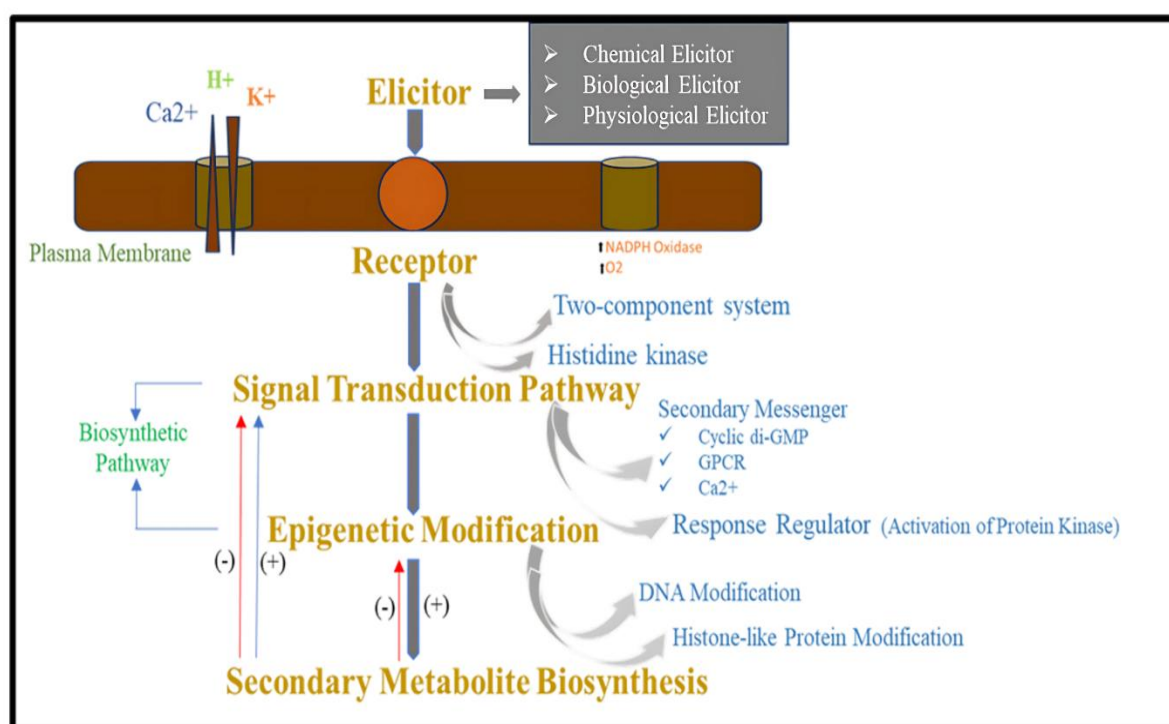 ➢ Chemical Elicitor
➢ Biological Elicitor
➢ Physiological Elicitor
H+
K+
Ca2+
Elicitor
Plasma Membrane
NADPH Oxidase
O2
Receptor
Two-component system
Histidine kinase
Signal Transduction Pathway
Secondary Messenger
✓ Cyclic di-GMP
✓ GPCR
✓ Ca2+
Biosynthetic
Pathway
Epigenetic Modification
Response Regulator (Activation of Protein Kinase)
(-) (+)
(-) (+)
DNA Modification
Histone-like Protein Modification
Secondary Metabolite Biosynthesis